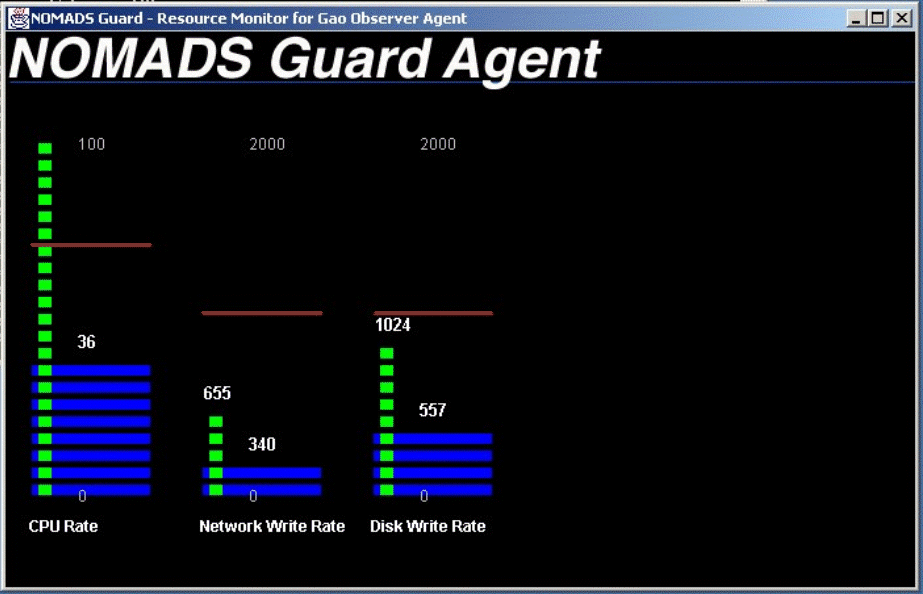 NOMADS Guard - Resource Monitor for Gao Observer Agent
NOMADS Guard Agent
100 2000 2000
1024
36
655
557
340
0 0 0
CPU Rate Network Write Rate Disk Write Rate